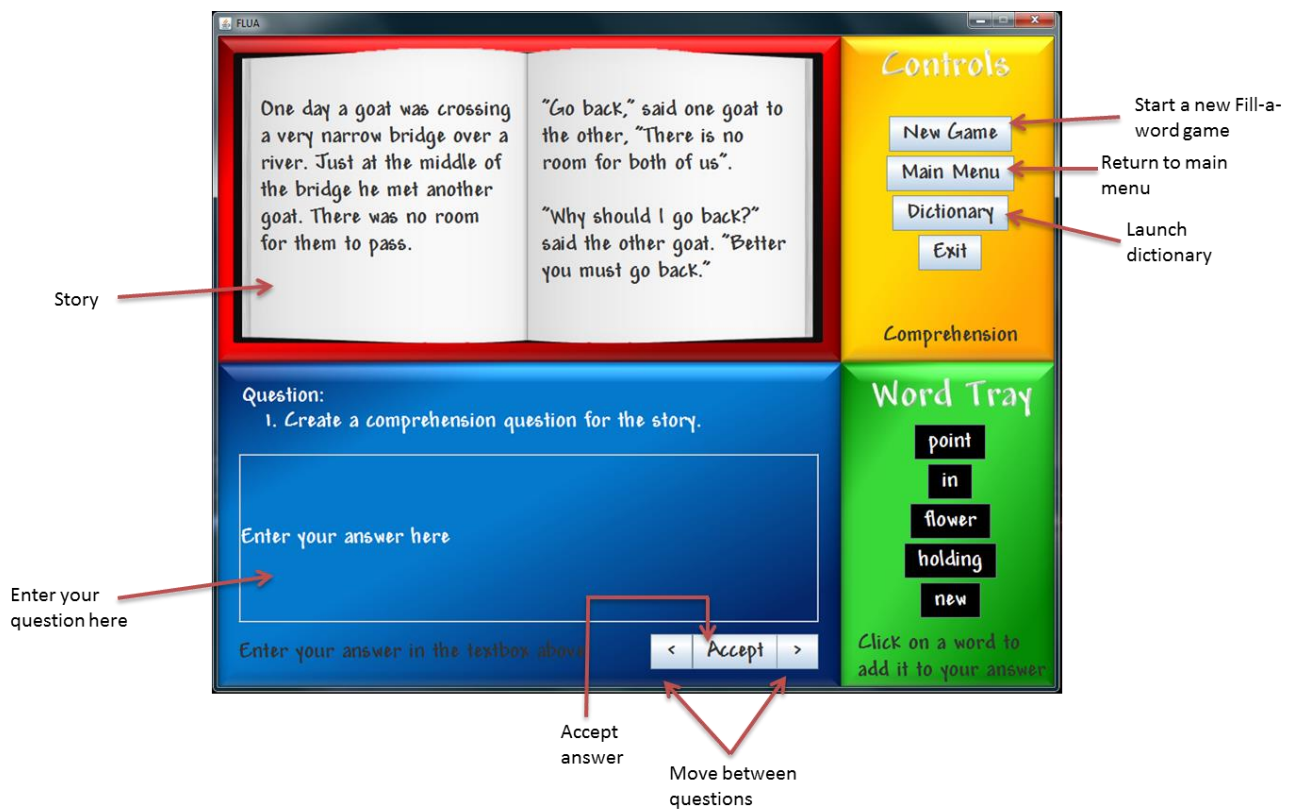 FLUA
One day a goat was crossing
a very narrow bridge over a
river. Just at the middle of
the bridge he met another
goat. There was no room
for them to pass.
"Go back," said one goat to
the other, "There is no
room for both of us".
"Why should I go back?"
said the other goat. "Better
you must go back."
Controls
New Game
Main Menu
Dictionary
Exit
Comprehension
Start a new Fill-a-
word game
Return to main
menu
Launch
dictionary
Story
Question:
1. Create a comprehension question for the story.
Enter your answer here
Enter your answer in the textbox above
< Accept >
Word Tray
point
in
flower
holding
new
Click on a word to
add it to your answer
Enter your
question here
Accept
answer
Move between
questions